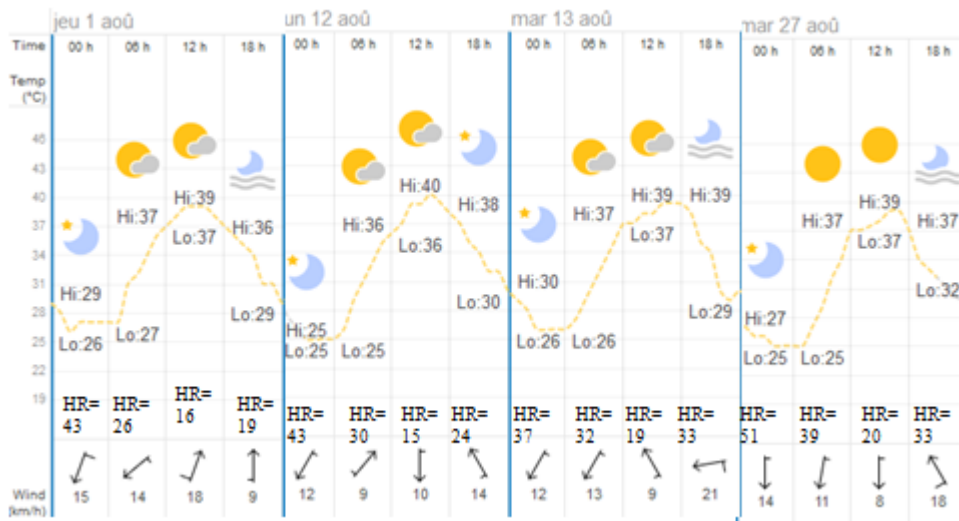 jeu 1 aoû
un 12 aoû
mar 13 aoû
mar 27 aoû
Time 00 h 06 h 12 h 18 h 00 h 06 h 12 h 18 h 00 h 06 h 12 h 18 h 00 h 06 h 12 h 18 h
Temp
(°C)
46
43
40
37
34
31
28
25
22
19
Hi:29 Hi:37 Hi:39 Hi:36
Lo:26 Lo:27 Lo:37 Lo:29
Hi:25 Hi:36 Hi:40 Hi:38
Lo:25 Lo:25 Lo:36 Lo:30
Hi:30 Hi:37 Hi:39 Hi:39
Lo:26 Lo:26 Lo:37 Lo:29
Hi:27 Hi:37 Hi:39 Hi:37
Lo:25 Lo:25 Lo:37 Lo:32
HR= HR= HR= HR= HR= HR= HR= HR= HR= HR= HR= HR= HR= HR= HR= HR=
43 26 16 19 43 30 15 24 37 32 19 33 51 39 20 33
Wind 15 14 18 9 12 9 10 14 12 13 9 21 14 11 8 18
(km/h)